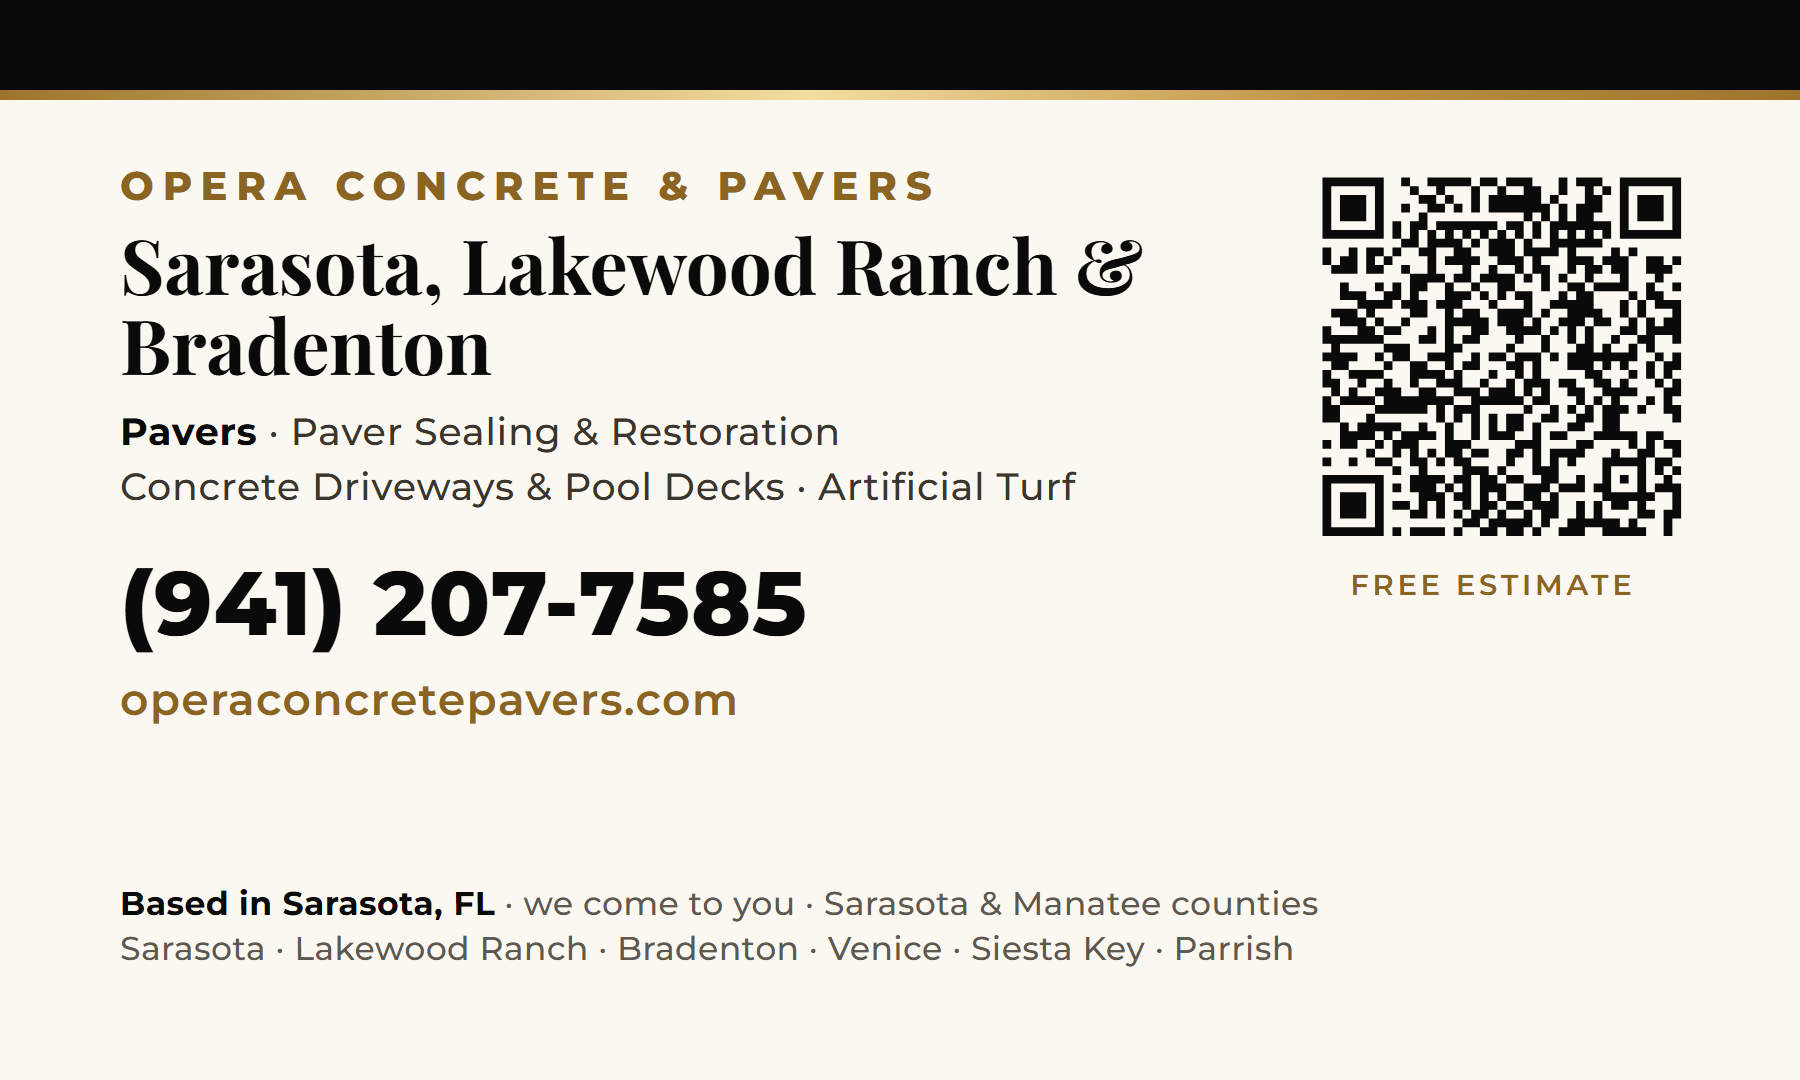 OPERA CONCRETE & PAVERS
Sarasota, Lakewood Ranch &
Bradenton
Pavers · Paver Sealing & Restoration
Concrete Driveways & Pool Decks · Artificial Turf
(941) 207-7585
operaconcretepavers.com
FREE ESTIMATE
Based in Sarasota, FL · we come to you · Sarasota & Manatee counties
Sarasota · Lakewood Ranch · Bradenton · Venice · Siesta Key · Parrish